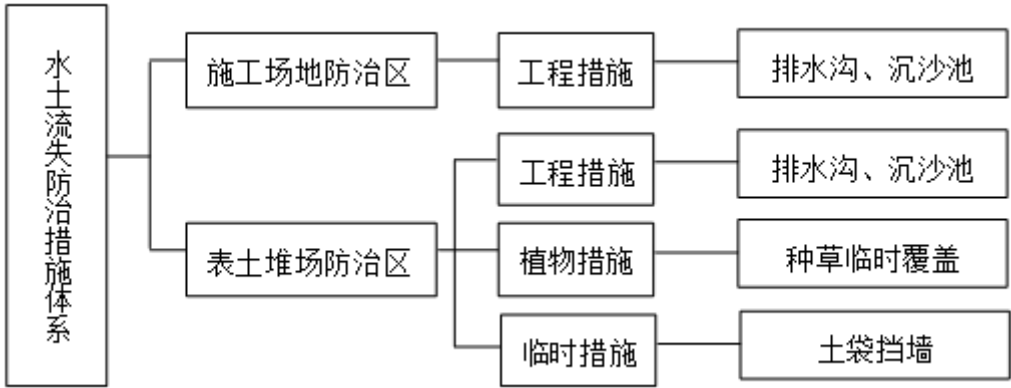 水土流失防治措施体系
施工场地防治区
工程措施
排水沟、沉沙池
表土堆场防治区
工程措施
排水沟、沉沙池
植物措施
种草临时覆盖
临时措施
土袋挡墙